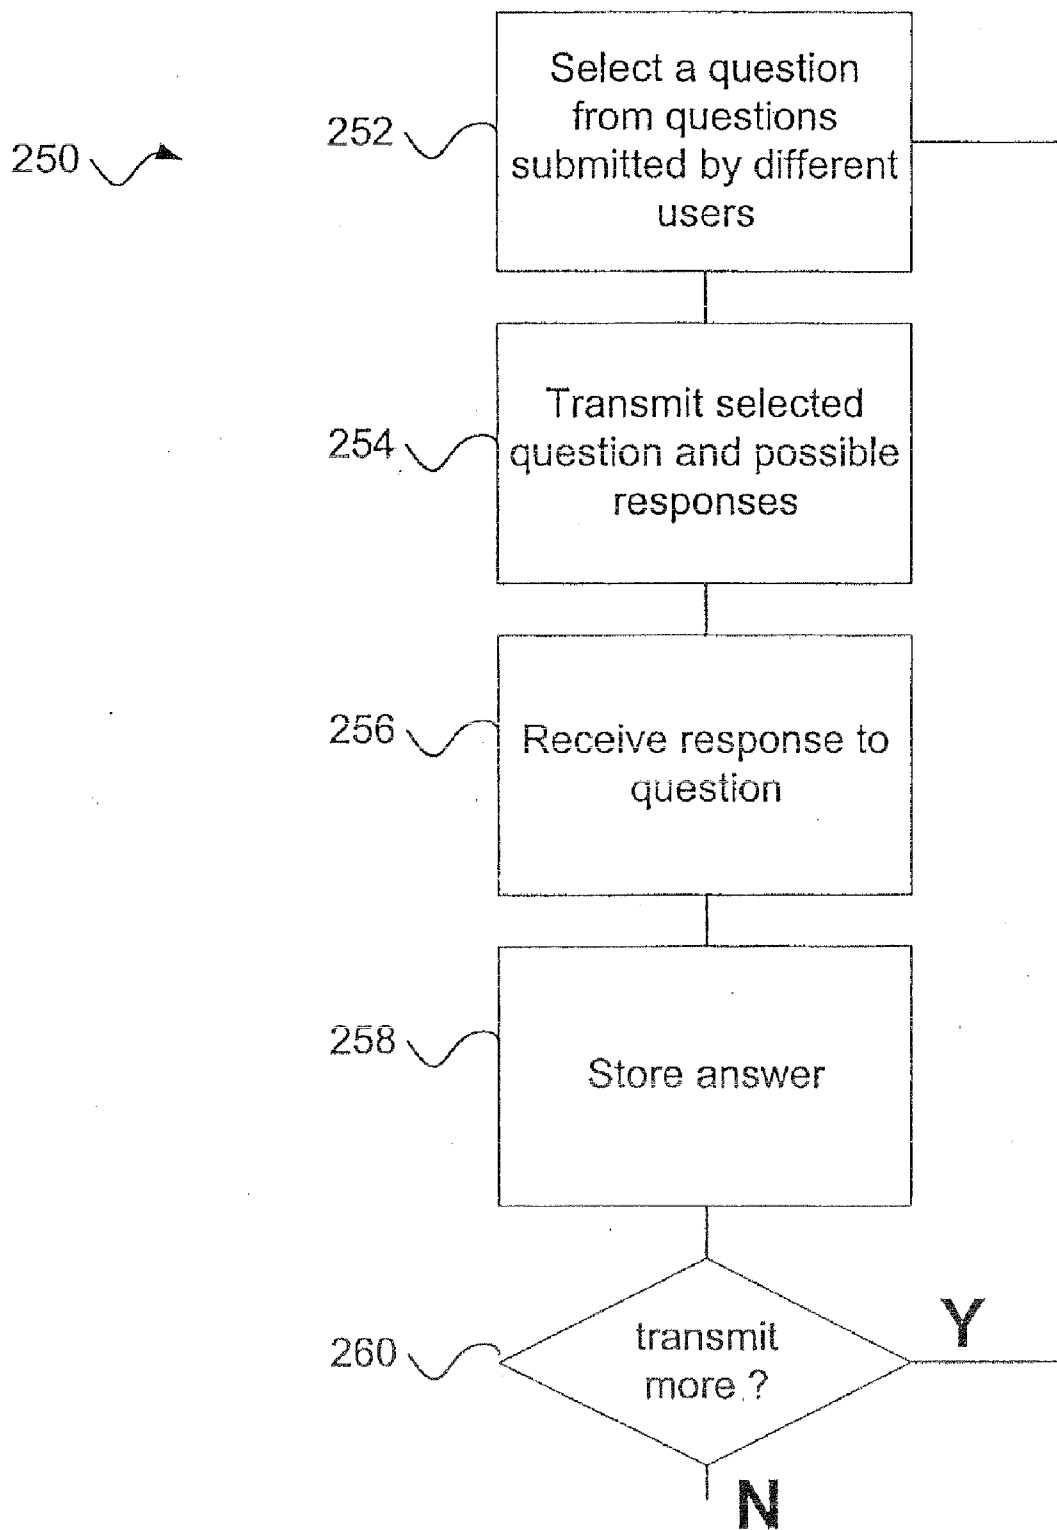 250
252
Select a question
from questions
submitted by different
users
254
Transmit selected
question and possible
responses
256
Receive response to
question
258
Store answer
260
transmit
more ?
Y
N